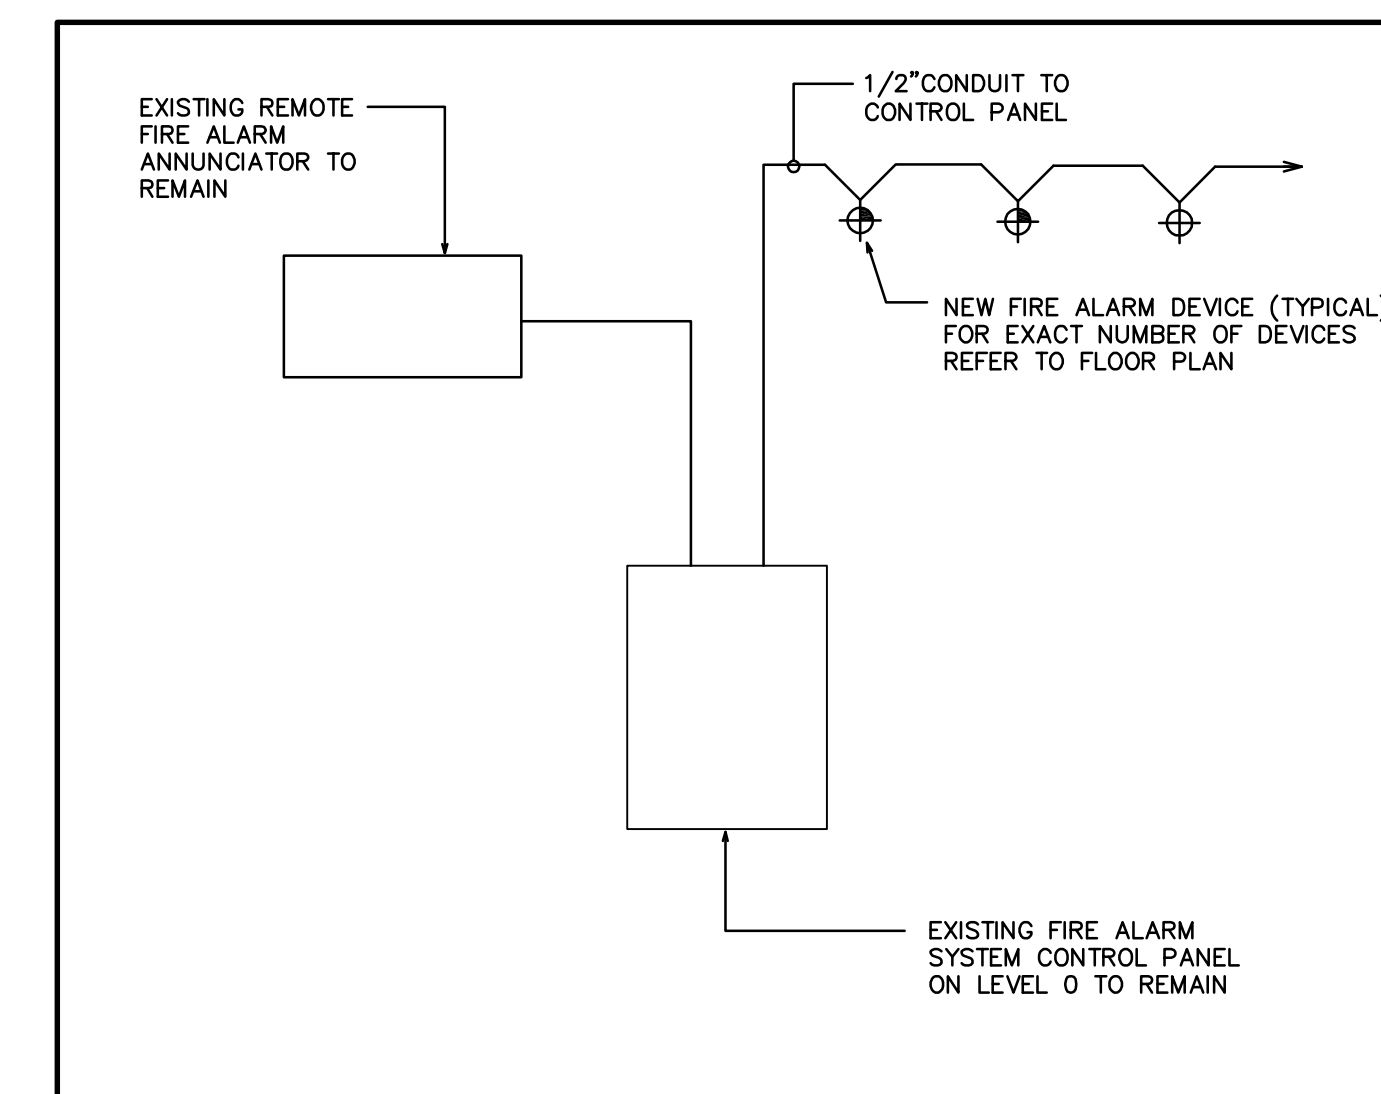 EXISTING REMOTE
FIRE ALARM
ANNUNCIATOR TO
REMAIN
1/2"CONDUIT TO
CONTROL PANEL
NEW FIRE ALARM DEVICE (TYPICAL)
FOR EXACT NUMBER OF DEVICES
REFER TO FLOOR PLAN
EXISTING FIRE ALARM
SYSTEM CONTROL PANEL
ON LEVEL 0 TO REMAIN